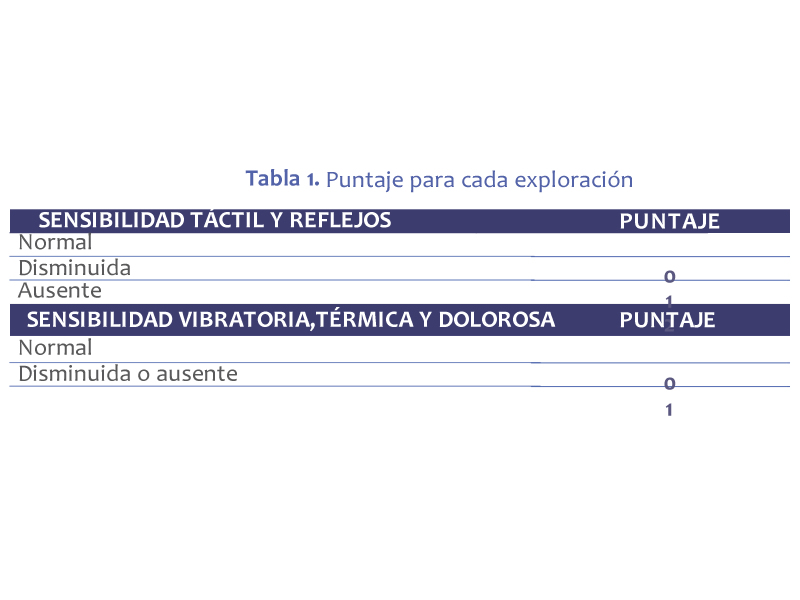 Tabla 1. Puntaje para cada exploración
SENSIBILIDAD TÁCTIL Y REFLEJOS PUNTAJE
Normal
Disminuida
0
Ausente
1
SENSIBILIDAD VIBRATORIA,TÉRMICA Y DOLOROSA PUNTAJE
Normal
Disminuida o ausente
0
1